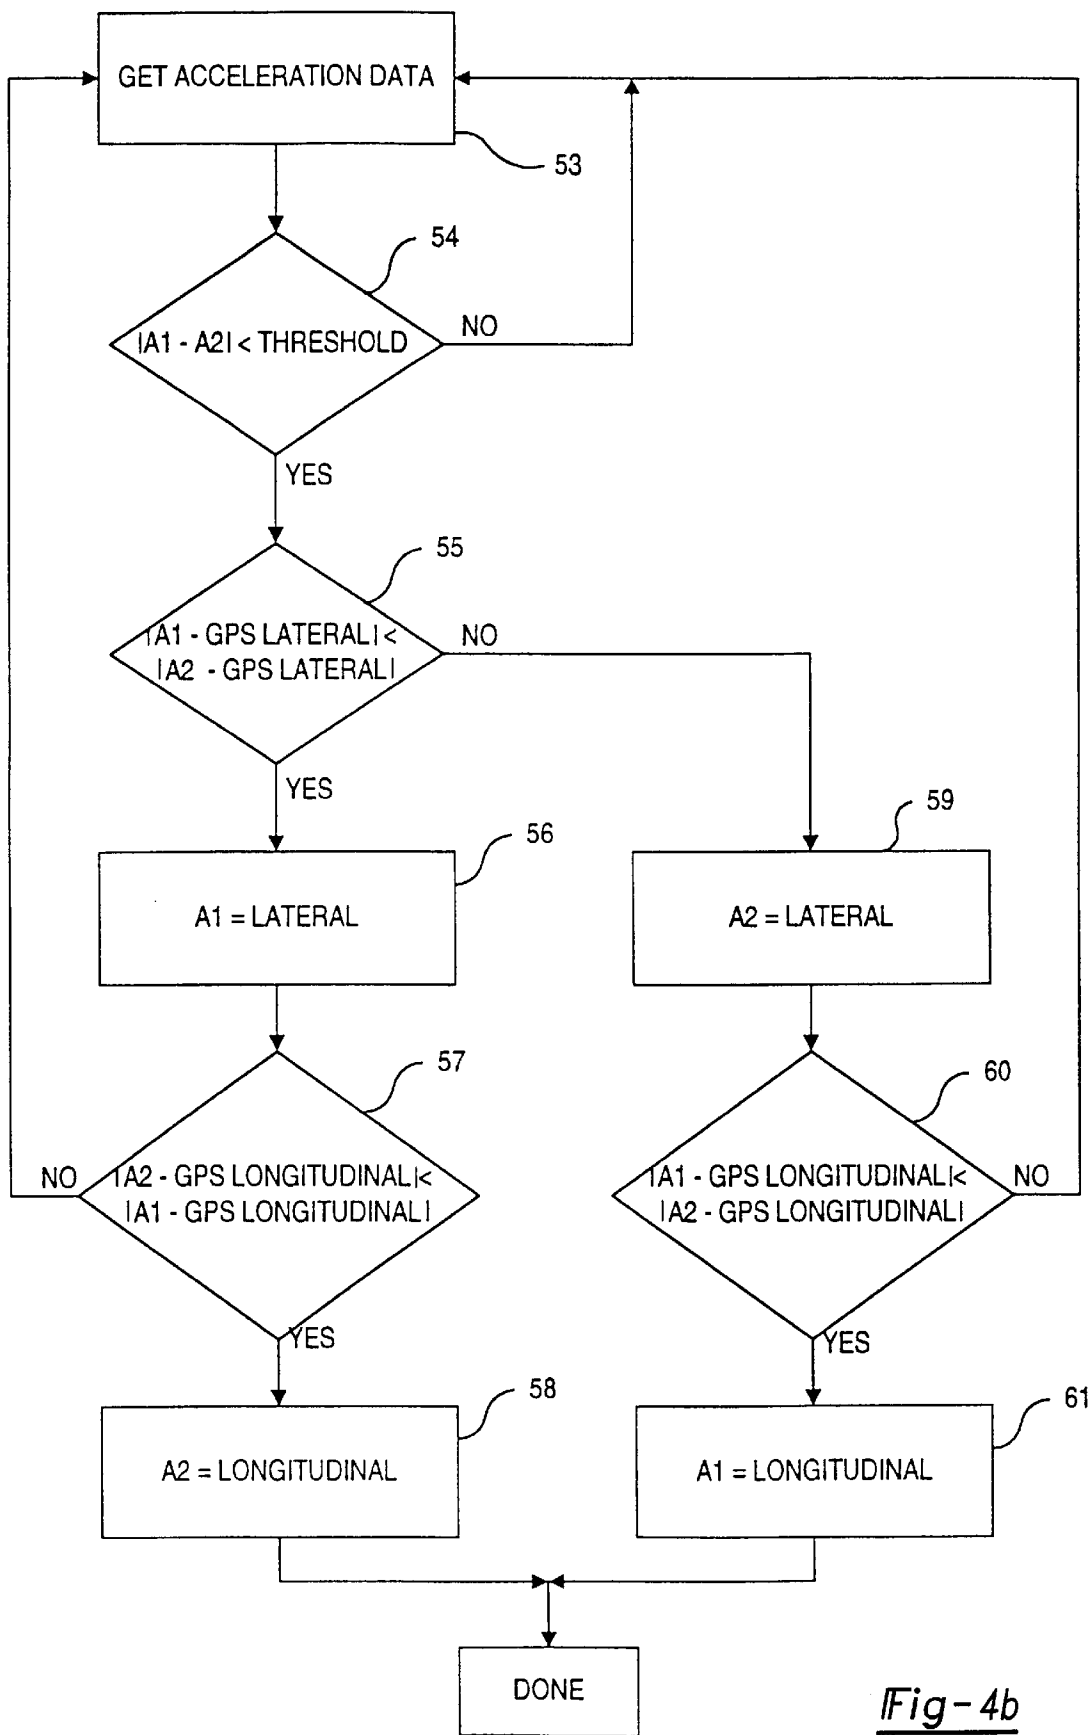 GET ACCELERATION DATA
53
54
|A1 - A2| < THRESHOLD
NO
YES
55
|A1 - GPS LATERAL| <
|A2 - GPS LATERAL|
NO
YES
56
59
A1 = LATERAL
A2 = LATERAL
57
60
NO
|A2 - GPS LONGITUDINAL|<
|A1 - GPS LONGITUDINAL|
|A1 - GPS LONGITUDINAL|<
|A2 - GPS LONGITUDINAL|
NO
YES
YES
58
61
A2 = LONGITUDINAL
A1 = LONGITUDINAL
DONE
Fig-4b